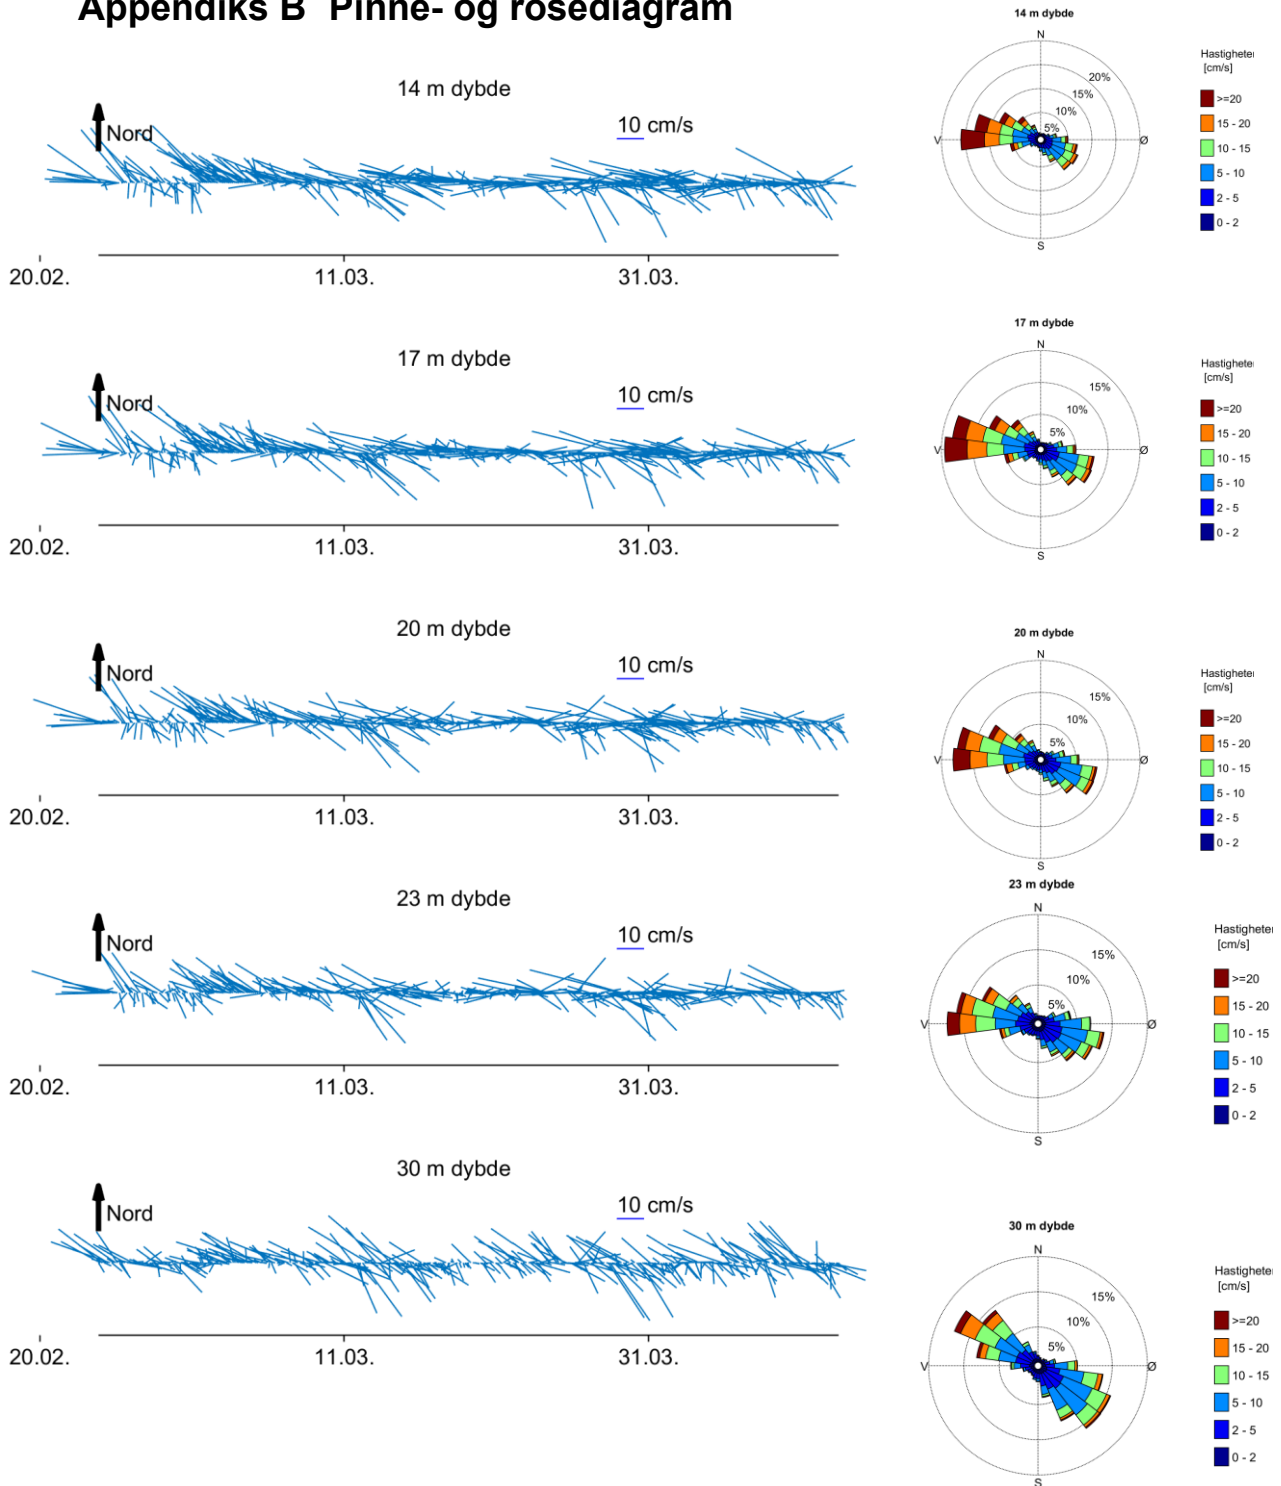 Appendiks B Pinne- og rosediagram
14 m dybde
Nord
10 cm/s
20.02. 11.03. 31.03.
14 m dybde
N
20%
15%
10%
5%
V Ø
S
Hastigheter
[cm/s]
>=20
15 - 20
10 - 15
5 - 10
2 - 5
0 - 2
17 m dybde
Nord
10 cm/s
20.02. 11.03. 31.03.
17 m dybde
N
15%
10%
5%
V Ø
S
Hastigheter
[cm/s]
>=20
15 - 20
10 - 15
5 - 10
2 - 5
0 - 2
20 m dybde
Nord
10 cm/s
20.02. 11.03. 31.03.
20 m dybde
N
15%
10%
5%
V Ø
S
Hastigheter
[cm/s]
>=20
15 - 20
10 - 15
5 - 10
2 - 5
0 - 2
23 m dybde
Nord
10 cm/s
20.02. 11.03. 31.03.
23 m dybde
N
15%
10%
5%
V Ø
S
Hastigheter
[cm/s]
>=20
15 - 20
10 - 15
5 - 10
2 - 5
0 - 2
30 m dybde
Nord
10 cm/s
20.02. 11.03. 31.03.
30 m dybde
N
15%
10%
5%
V Ø
S
Hastigheter
[cm/s]
>=20
15 - 20
10 - 15
5 - 10
2 - 5
0 - 2